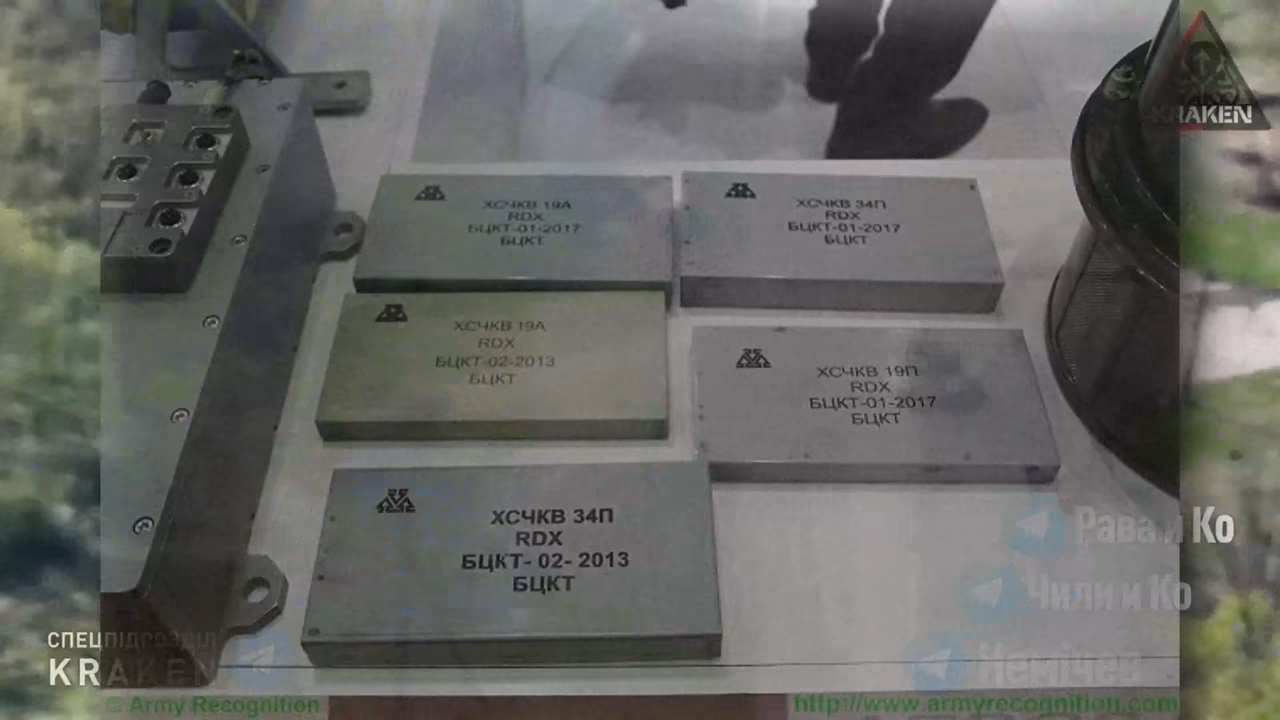 KRAKEN
ХСЧКВ 19А
RDX
БЦКТ-01-2017
БЦКТ
ХСЧКВ 34П
RDX
БЦКТ-01-2017
БЦКТ
ХСЧКВ 19А
RDX
БЦКТ-02-2013
БЦКТ
ХСЧКВ 19П
RDX
БЦКТ-01-2017
БЦКТ
ХСЧКВ 34П
RDX
БЦКТ- 02- 2013
БЦКТ
Рава и Ко
Чили и Ко
Немічев
СПЕЦПІДРОЗДІЛ
KRAKEN
© Army Recognition
http://www.armyrecognition.com